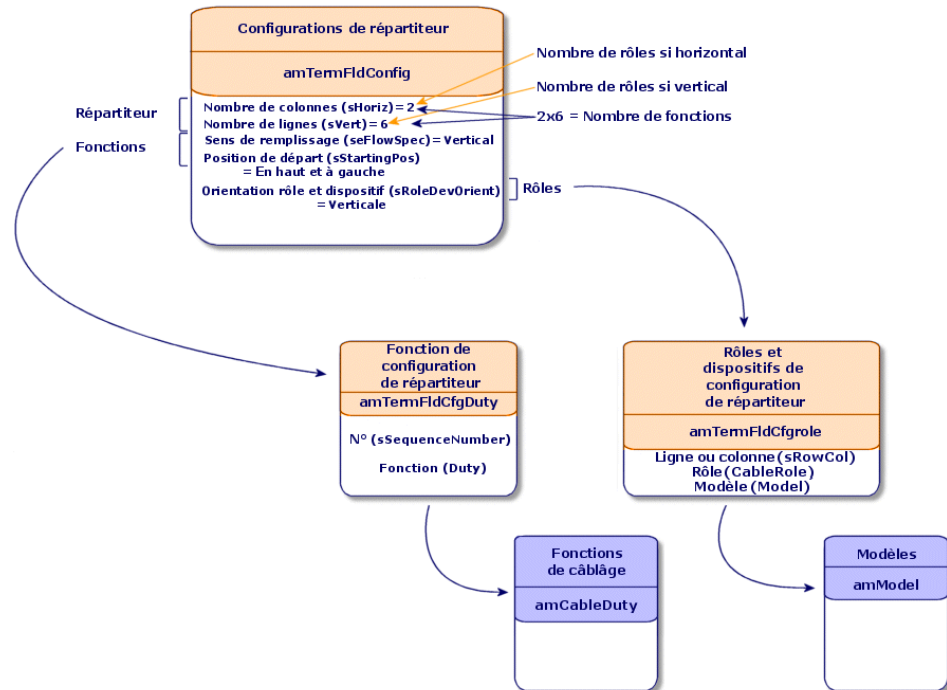 Configurations de répartiteur
amTermFldConfig
Nombre de colonnes (sHoriz)= 2
Nombre de lignes (sVert)= 6
Sens de remplissage (seFlowSpec)= Vertical
Position de départ (sStartingPos)
= En haut et à gauche
Orientation rôle et dispositif (sRoleDevOrient)
= Verticale
Répartiteur
Fonctions
Nombre de rôles si horizontal
Nombre de rôles si vertical
2x6 = Nombre de fonctions
Rôles
Fonction de
configuration
de répartiteur
amTermFldCfgDuty
N° (sSequenceNumber)
Fonction (Duty)
Rôles et
dispositifs de
configuration
de répartiteur
amTermFldCfgrole
Ligne ou colonne(sRowCol)
Rôle(CableRole)
Modèle(Model)
Fonctions
de câblâge
amCableDuty
Modèles
amModel